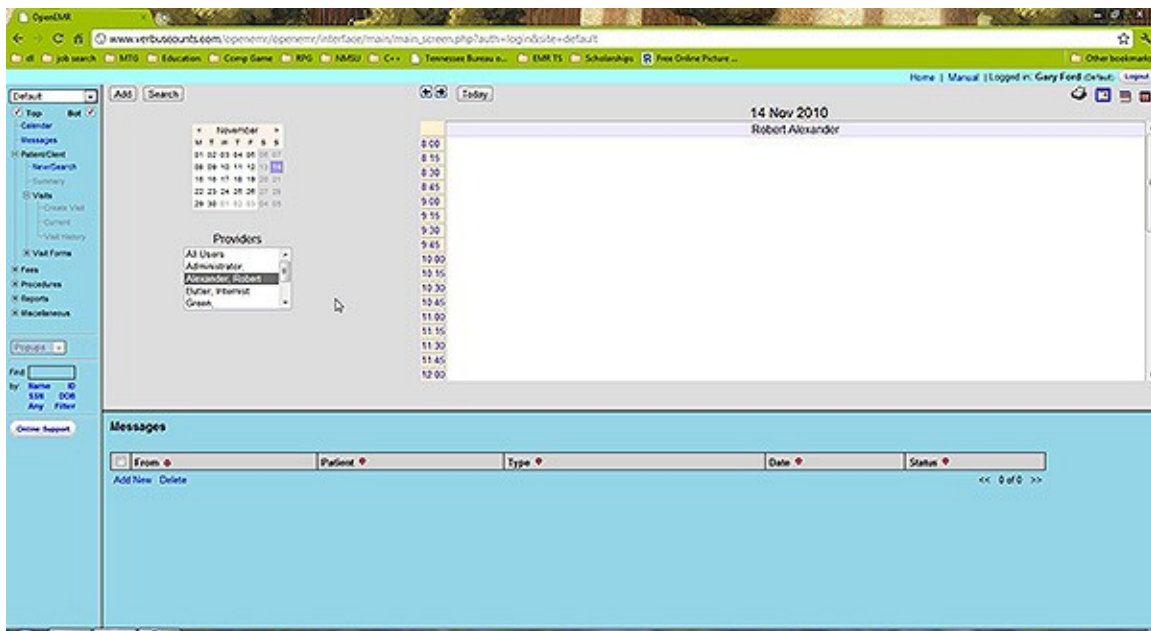 OpenEMR
www.verbuscounts.com/openemr/openemr/interface/main/main_screen.php?auth=login&site=default
dl job search MTG Education Comp Game RPG NMSU C++ Tennessee Bureau o... EMR TS Scholarships Free Online Picture ... Other bookmarks
Home | Manual | Logged in: Gary Ford (Default) Logout
Default
Top Bot
Calendar
Messages
Patient/Client
New/Search
Summary
Visits
Create Visit
Current
Visit History
Visit Forms
Fees
Procedures
Reports
Miscellaneous
Popups
Find
by: Name ID
SSN DOB
Any Filter
Online Support
Add Search
November
M T W T F S S
01 02 03 04 05 06 07
08 09 10 11 12 13 14
15 16 17 18 19 20 21
22 23 24 25 26 27 28
29 30 01 02 03 04 05
Providers
All Users
Administrator,
Alexander, Robert
Butler, Internist
Green,
Today
14 Nov 2010
Robert Alexander
8:00
8:15
8:30
8:45
9:00
9:15
9:30
9:45
10:00
10:15
10:30
10:45
11:00
11:15
11:30
11:45
12:00
Messages
From Patient Type Date Status
Add New Delete << 0 of 0 >>